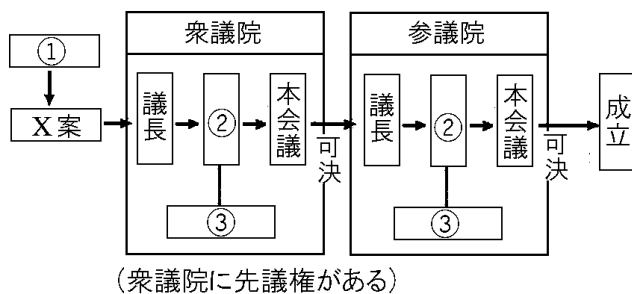 衆議院
参議院
①
X案
議長
②
本会議
可決
③
議長
②
本会議
可決
③
成立
(衆議院に先議権がある)